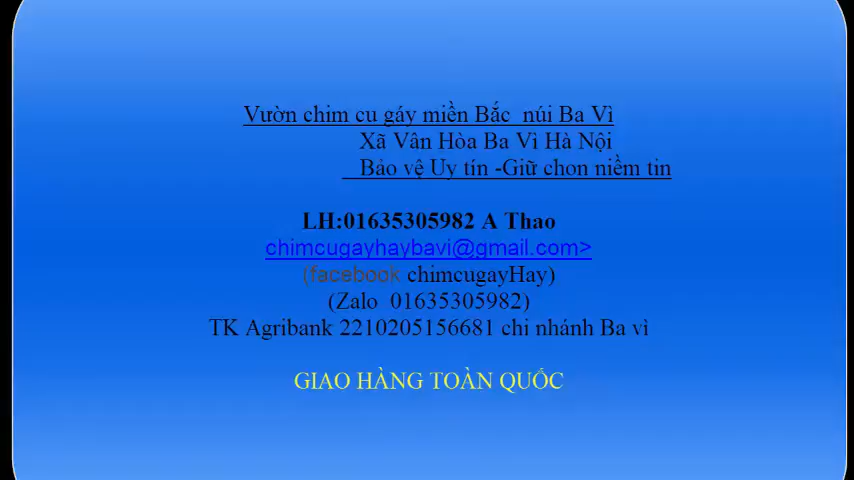 Vườn chim cu gáy miền Bắc núi Ba Vì
Xã Vân Hòa Ba Vì Hà Nội
Bảo vệ Uy tín -Giữ chon niềm tin
LH:01635305982 A Thao
chimcugayhaybavi@gmail.com>
(facebook chimcugayHay)
(Zalo 01635305982)
TK Agribank 2210205156681 chi nhánh Ba vì
GIAO HÀNG TOÀN QUỐC